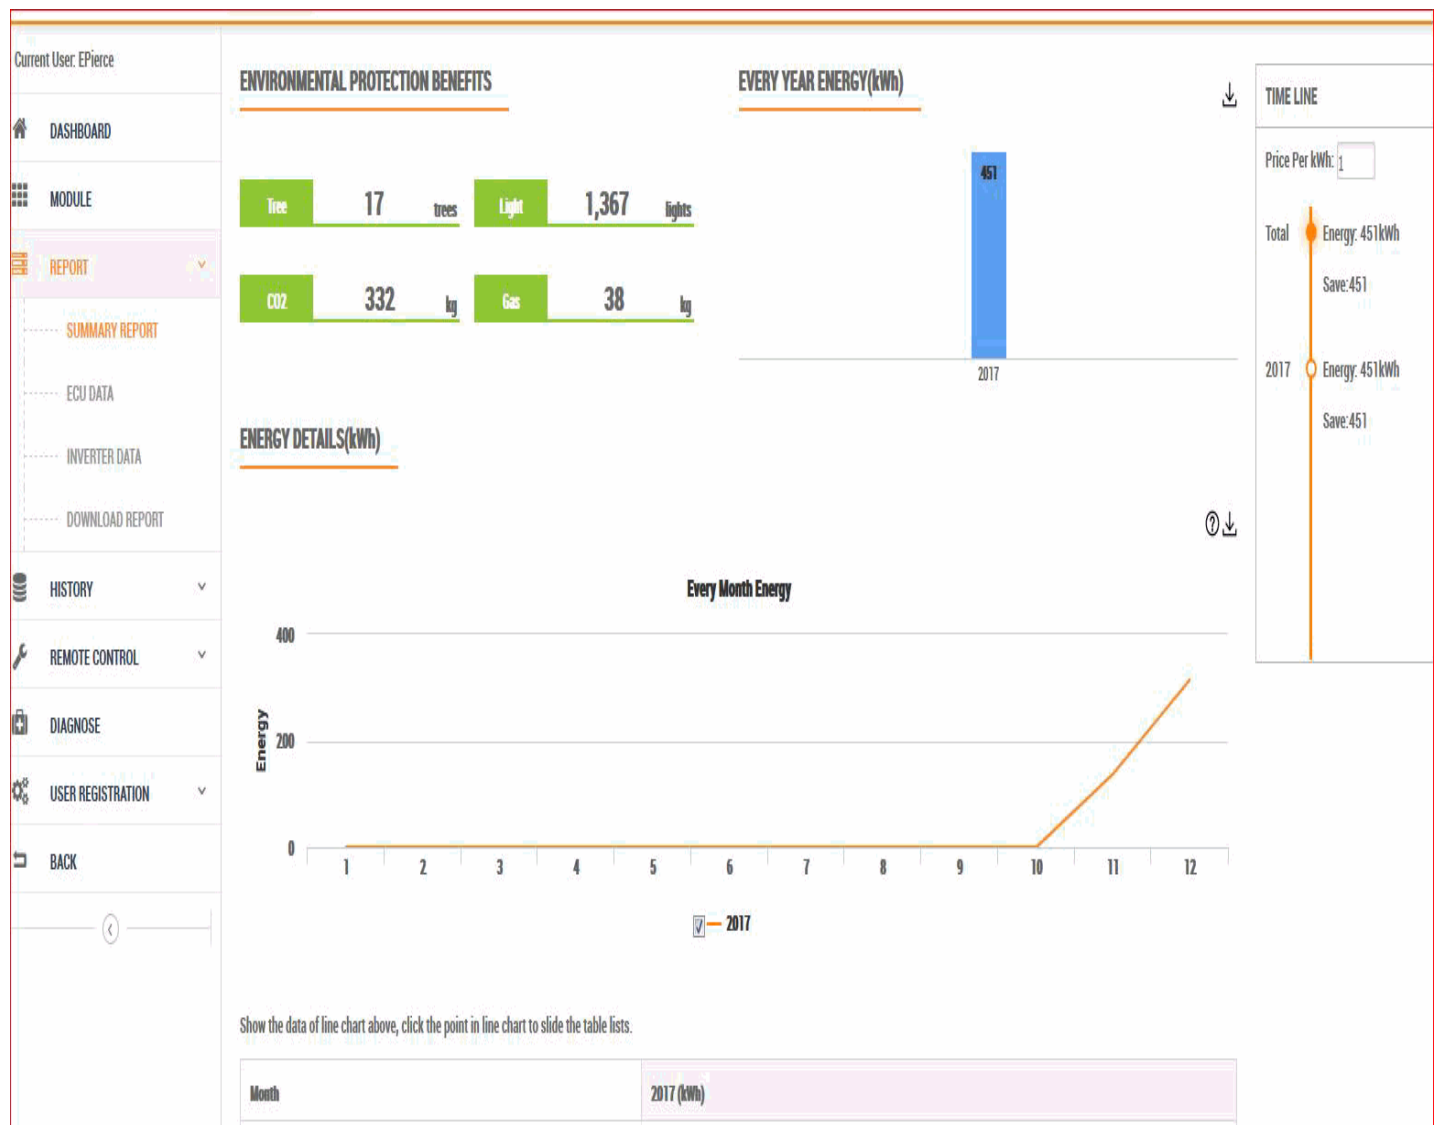 Current User: EPierce
DASHBOARD
MODULE
REPORT
SUMMARY REPORT
ECU DATA
INVERTER DATA
DOWNLOAD REPORT
HISTORY
REMOTE CONTROL
DIAGNOSE
USER REGISTRATION
BACK
ENVIRONMENTAL PROTECTION BENEFITS
Tree 17 trees Light 1,367 lights
CO2 332 kg Gas 38 kg
EVERY YEAR ENERGY(kWh)
451
2017
ENERGY DETAILS(kWh)
Every Month Energy
Energy
400
200
0
1 2 3 4 5 6 7 8 9 10 11 12
2017
Show the data of line chart above, click the point in line chart to slide the table lists.
Month 2017 (kWh)
TIME LINE
Price Per kWh: 1
Total Energy: 451kWh
Save:451
2017 Energy: 451kWh
Save:451